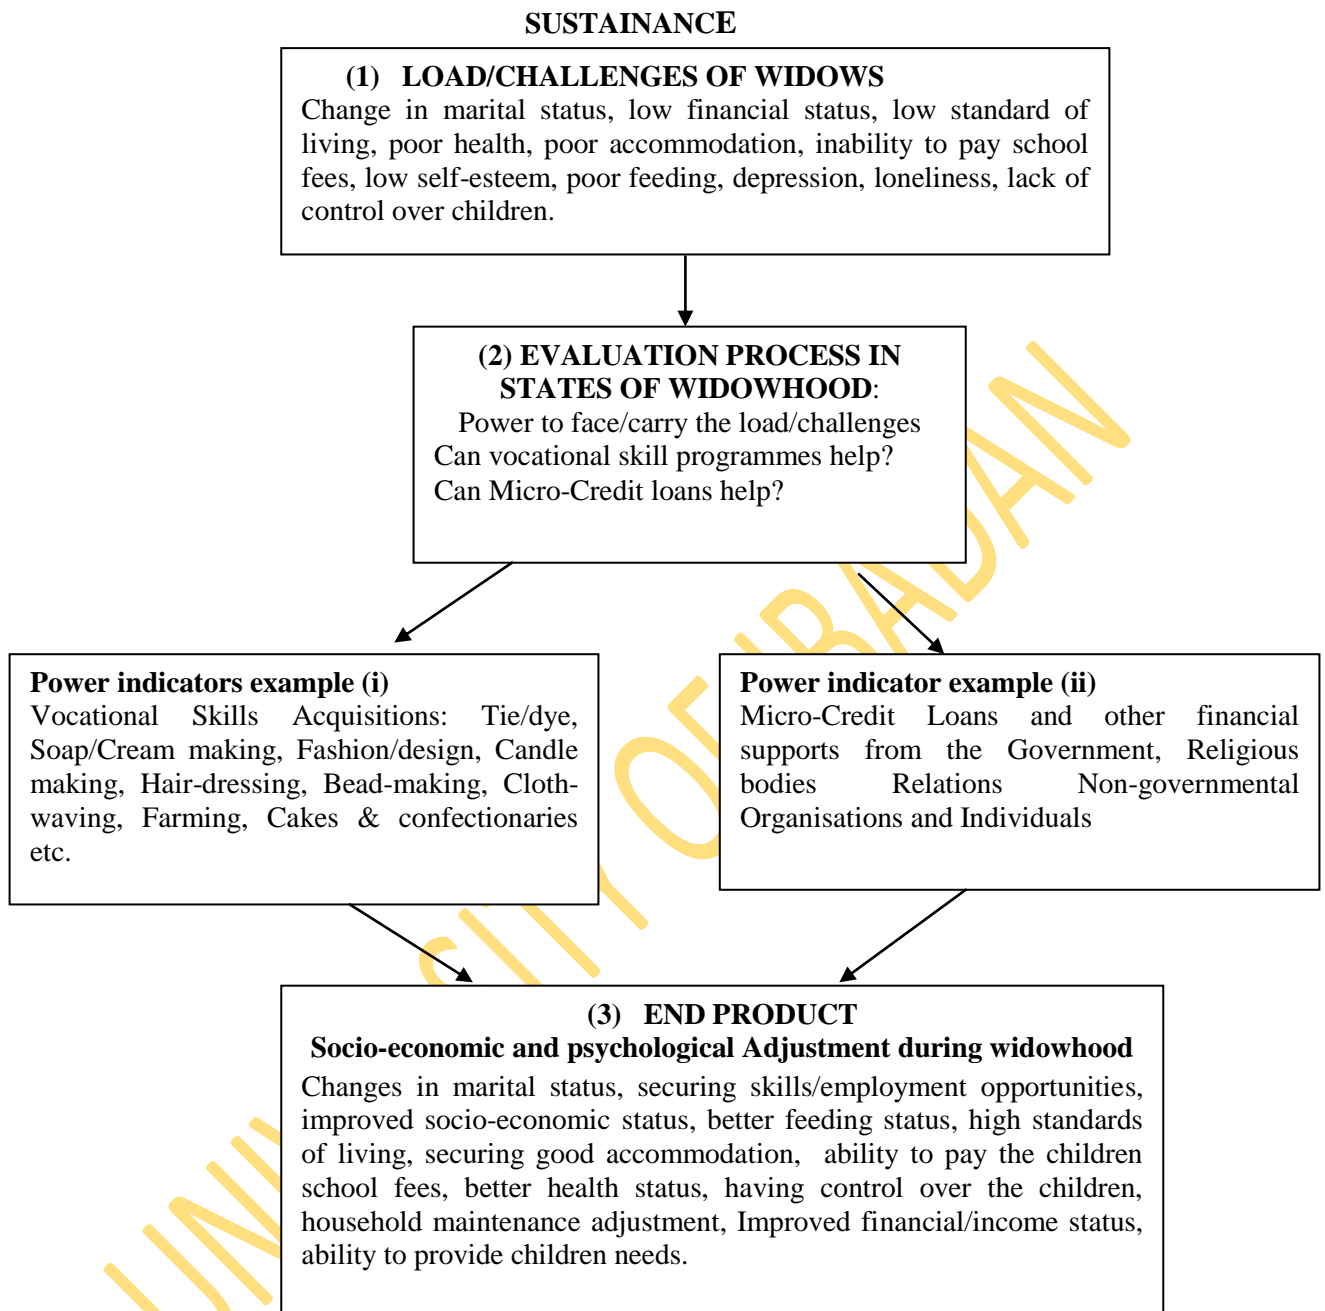 SUSTAINANCE
(1) LOAD/CHALLENGES OF WIDOWS
Change in marital status, low financial status, low standard of
living, poor health, poor accommodation, inability to pay school
fees, low self-esteem, poor feeding, depression, loneliness, lack of
control over children.
(2) EVALUATION PROCESS IN
STATES OF WIDOWHOOD:
Power to face/carry the load/challenges
Can vocational skill programmes help?
Can Micro-Credit loans help?
Power indicators example (i)
Vocational Skills Acquisitions: Tie/dye,
Soap/Cream making, Fashion/design, Candle
making, Hair-dressing, Bead-making, Cloth-
waving, Farming, Cakes & confectionaries
etc.
Power indicator example (ii)
Micro-Credit Loans and other financial
supports from the Government, Religious
bodies Relations Non-governmental
Organisations and Individuals
(3) END PRODUCT
Socio-economic and psychological Adjustment during widowhood
Changes in marital status, securing skills/employment opportunities,
improved socio-economic status, better feeding status, high standards
of living, securing good accommodation, ability to pay the children
school fees, better health status, having control over the children,
household maintenance adjustment, Improved financial/income status,
ability to provide children needs.